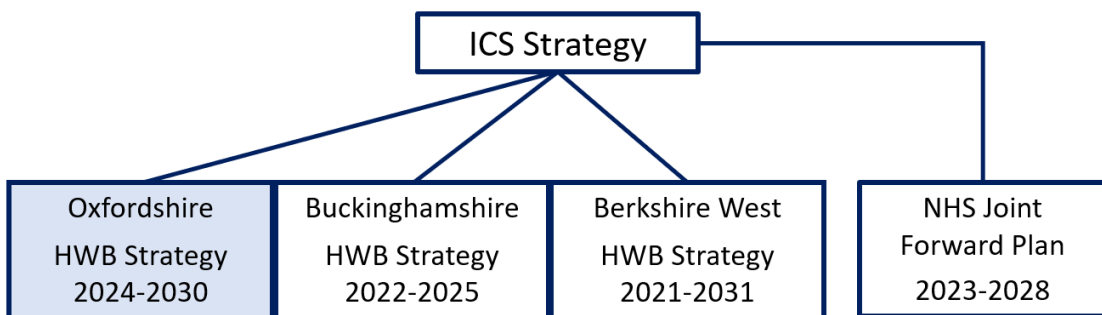 ICS Strategy
Oxfordshire
HWB Strategy
2024-2030
Buckinghamshire
HWB Strategy
2022-2025
Berkshire West
HWB Strategy
2021-2031
NHS Joint
Forward Plan
2023-2028